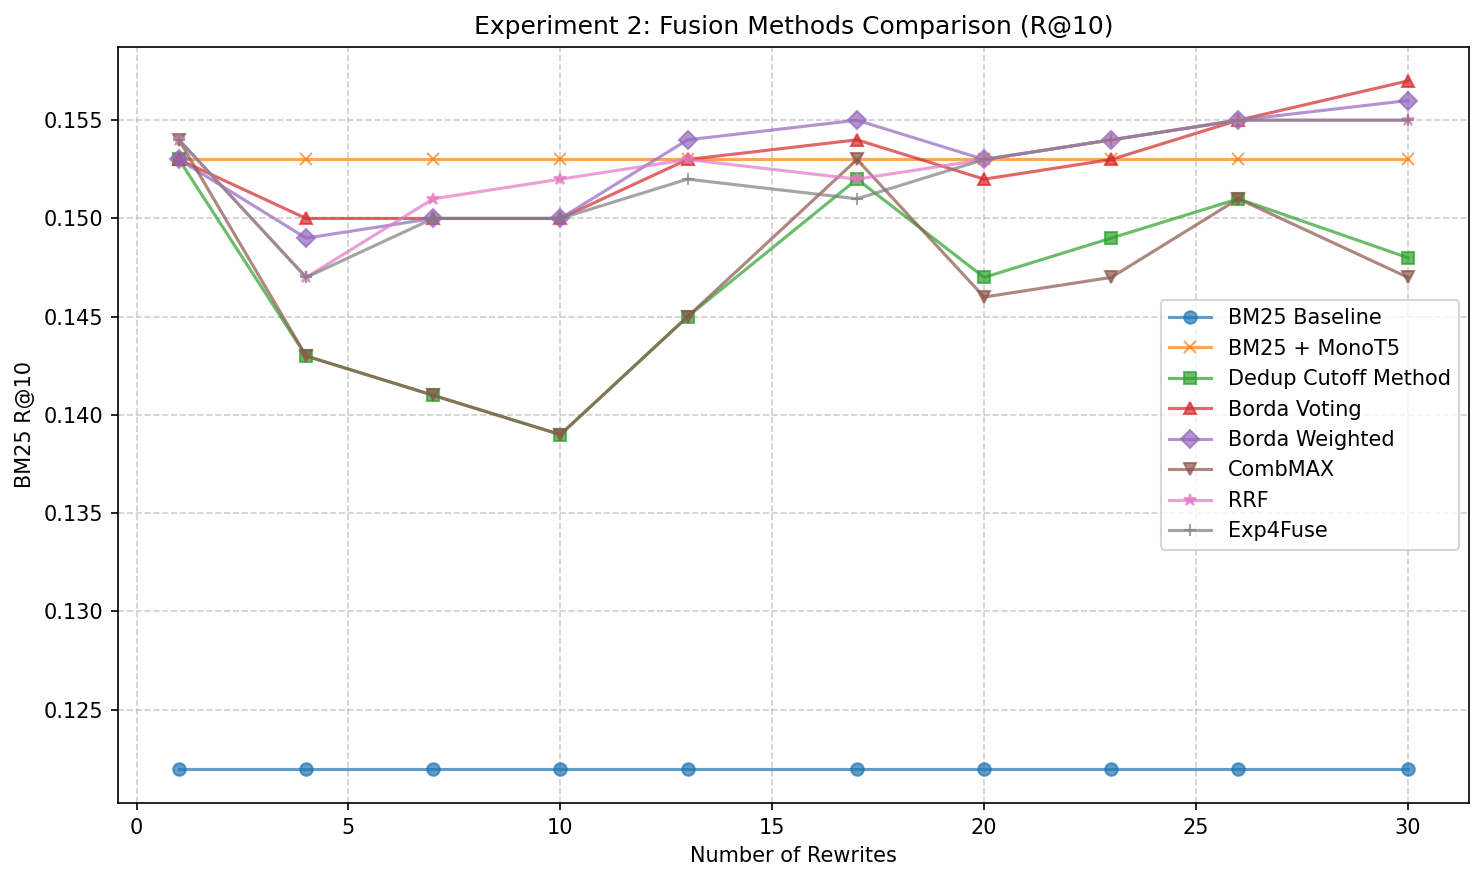 Experiment 2: Fusion Methods Comparison (R@10)
BM25 R@10
0.155
0.150
0.145
0.140
0.135
0.130
0.125
BM25 Baseline
BM25 + MonoT5
Dedup Cutoff Method
Borda Voting
Borda Weighted
CombMAX
RRF
Exp4Fuse
0 5 10 15 20 25 30
Number of Rewrites